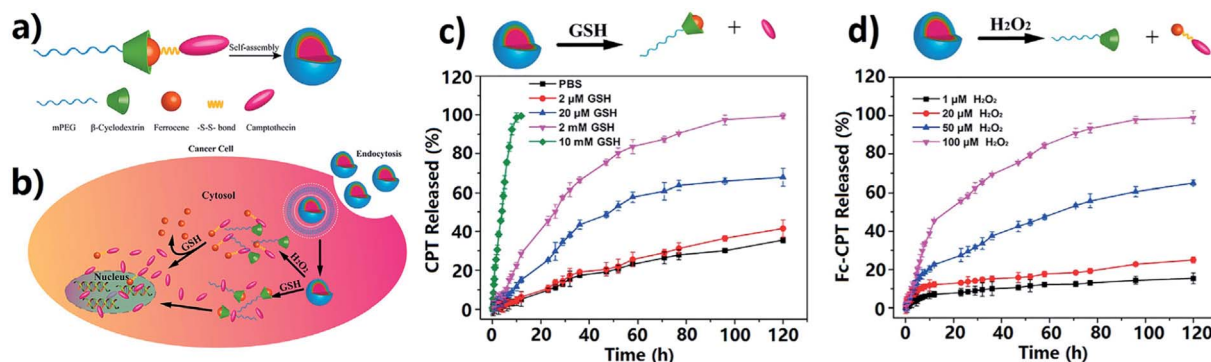 a)
Self-assembly
mPEG β-Cyclodextrin Ferrocene -S-S- bond Camptothecin
b)
Cancer Cell
Endocytosis
Cytosol
GSH
H₂O₂
GSH
Nucleus
c)
GSH
+
CPT Released (%)
120
100
80
60
40
20
0
PBS
2 μM GSH
20 μM GSH
2 mM GSH
10 mM GSH
0 20 40 60 80 100 120
Time (h)
d)
H₂O₂
+
Fc-CPT Released (%)
120
100
80
60
40
20
0
1 μM H₂O₂
20 μM H₂O₂
50 μM H₂O₂
100 μM H₂O₂
0 20 40 60 80 100 120
Time (h)